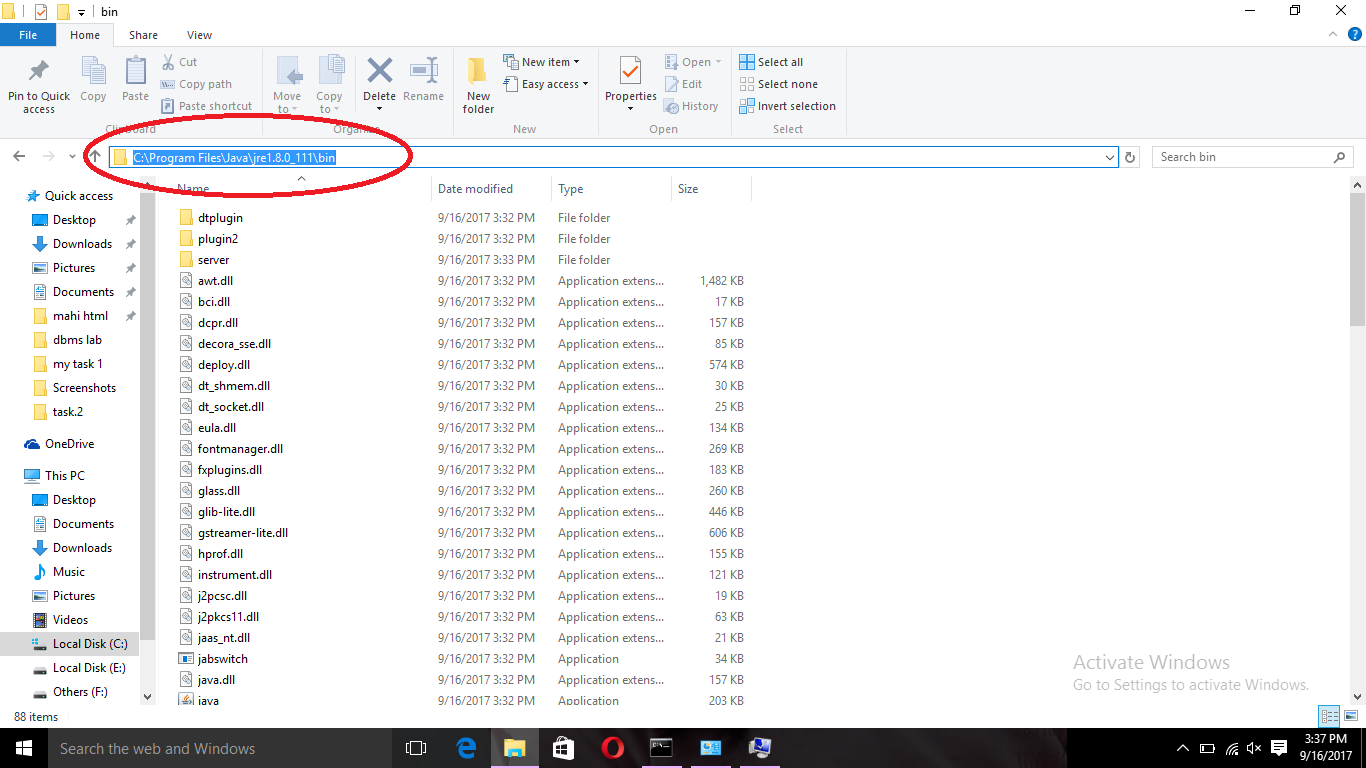 bin
File Home Share View
Pin to Quick access
Copy
Paste
Cut
Copy path
Paste shortcut
Clipboard
Move to
Copy to
Delete
Rename
Organize
New folder
New item
Easy access
New
Properties
Open
Edit
History
Open
Select all
Select none
Invert selection
Select
C:\Program Files\Java\jre1.8.0_111\bin
Search bin
Quick access
Desktop
Downloads
Pictures
Documents
mahi html
dbms lab
my task 1
Screenshots
task.2
OneDrive
This PC
Desktop
Documents
Downloads
Music
Pictures
Videos
Local Disk (C:)
Local Disk (E:)
Others (F:)
Name Date modified Type Size
dtplugin 9/16/2017 3:32 PM File folder
plugin2 9/16/2017 3:32 PM File folder
server 9/16/2017 3:33 PM File folder
awt.dll 9/16/2017 3:32 PM Application extens... 1,482 KB
bci.dll 9/16/2017 3:32 PM Application extens... 17 KB
dcpr.dll 9/16/2017 3:32 PM Application extens... 157 KB
decora_sse.dll 9/16/2017 3:32 PM Application extens... 85 KB
deploy.dll 9/16/2017 3:32 PM Application extens... 574 KB
dt_shmem.dll 9/16/2017 3:32 PM Application extens... 30 KB
dt_socket.dll 9/16/2017 3:32 PM Application extens... 25 KB
eula.dll 9/16/2017 3:32 PM Application extens... 134 KB
fontmanager.dll 9/16/2017 3:32 PM Application extens... 269 KB
fxplugins.dll 9/16/2017 3:32 PM Application extens... 183 KB
glass.dll 9/16/2017 3:32 PM Application extens... 260 KB
glib-lite.dll 9/16/2017 3:32 PM Application extens... 446 KB
gstreamer-lite.dll 9/16/2017 3:32 PM Application extens... 606 KB
hprof.dll 9/16/2017 3:32 PM Application extens... 155 KB
instrument.dll 9/16/2017 3:32 PM Application extens... 121 KB
j2pcsc.dll 9/16/2017 3:32 PM Application extens... 19 KB
j2pkcs11.dll 9/16/2017 3:32 PM Application extens... 63 KB
jaas_nt.dll 9/16/2017 3:32 PM Application extens... 21 KB
jabswitch 9/16/2017 3:32 PM Application 34 KB
java.dll 9/16/2017 3:32 PM Application extens... 157 KB
java 9/16/2017 3:32 PM Application 203 KB
Activate Windows
Go to Settings to activate Windows.
88 items
Search the web and Windows
3:37 PM
9/16/2017